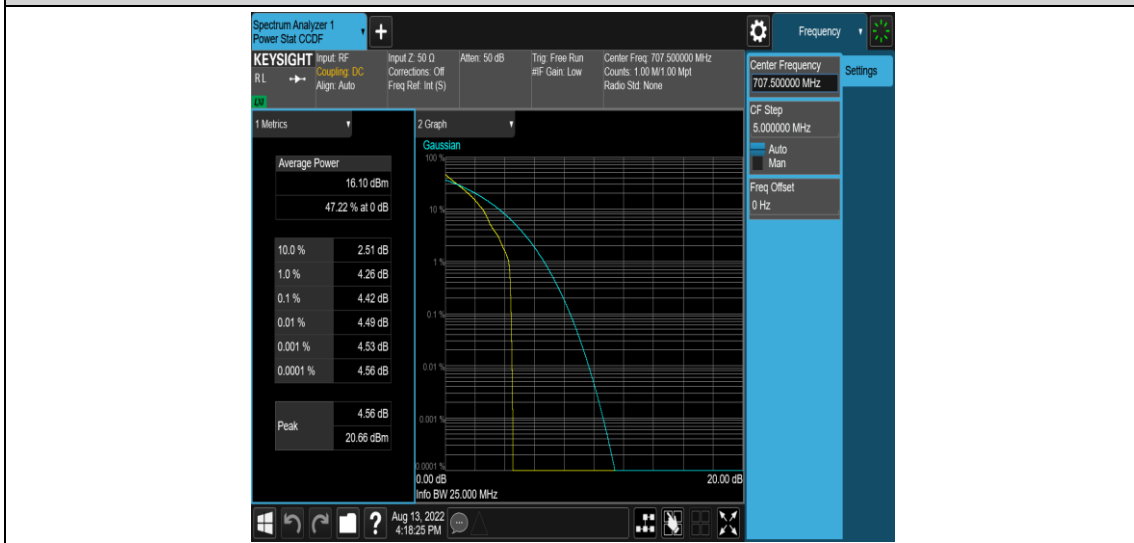 Spectrum Analyzer 1
Power Stat CCDF
+
Frequency
KEYSIGHT
RL
LXI
Input: RF
Coupling: DC
Align: Auto
Input Z: 50 Ω
Corrections: Off
Freq Ref: Int (S)
Atten: 50 dB
Trig: Free Run
#IF Gain: Low
Center Freq: 707.500000 MHz
Counts: 1.00 M/1.00 Mpt
Radio Std: None
Center Frequency
707.500000 MHz
Settings
CF Step
5.000000 MHz
Auto
Man
Freq Offset
0 Hz
1 Metrics
Average Power
16.10 dBm
47.22 % at 0 dB
10.0 % 2.51 dB
1.0 % 4.26 dB
0.1 % 4.42 dB
0.01 % 4.49 dB
0.001 % 4.53 dB
0.0001 % 4.56 dB
Peak
4.56 dB
20.66 dBm
2 Graph
Gaussian
100 %
10 %
1 %
0.1 %
0.01 %
0.001 %
0.0001 %
0.00 dB 20.00 dB
Info BW 25.000 MHz
?
Aug 13, 2022
4:18:25 PM